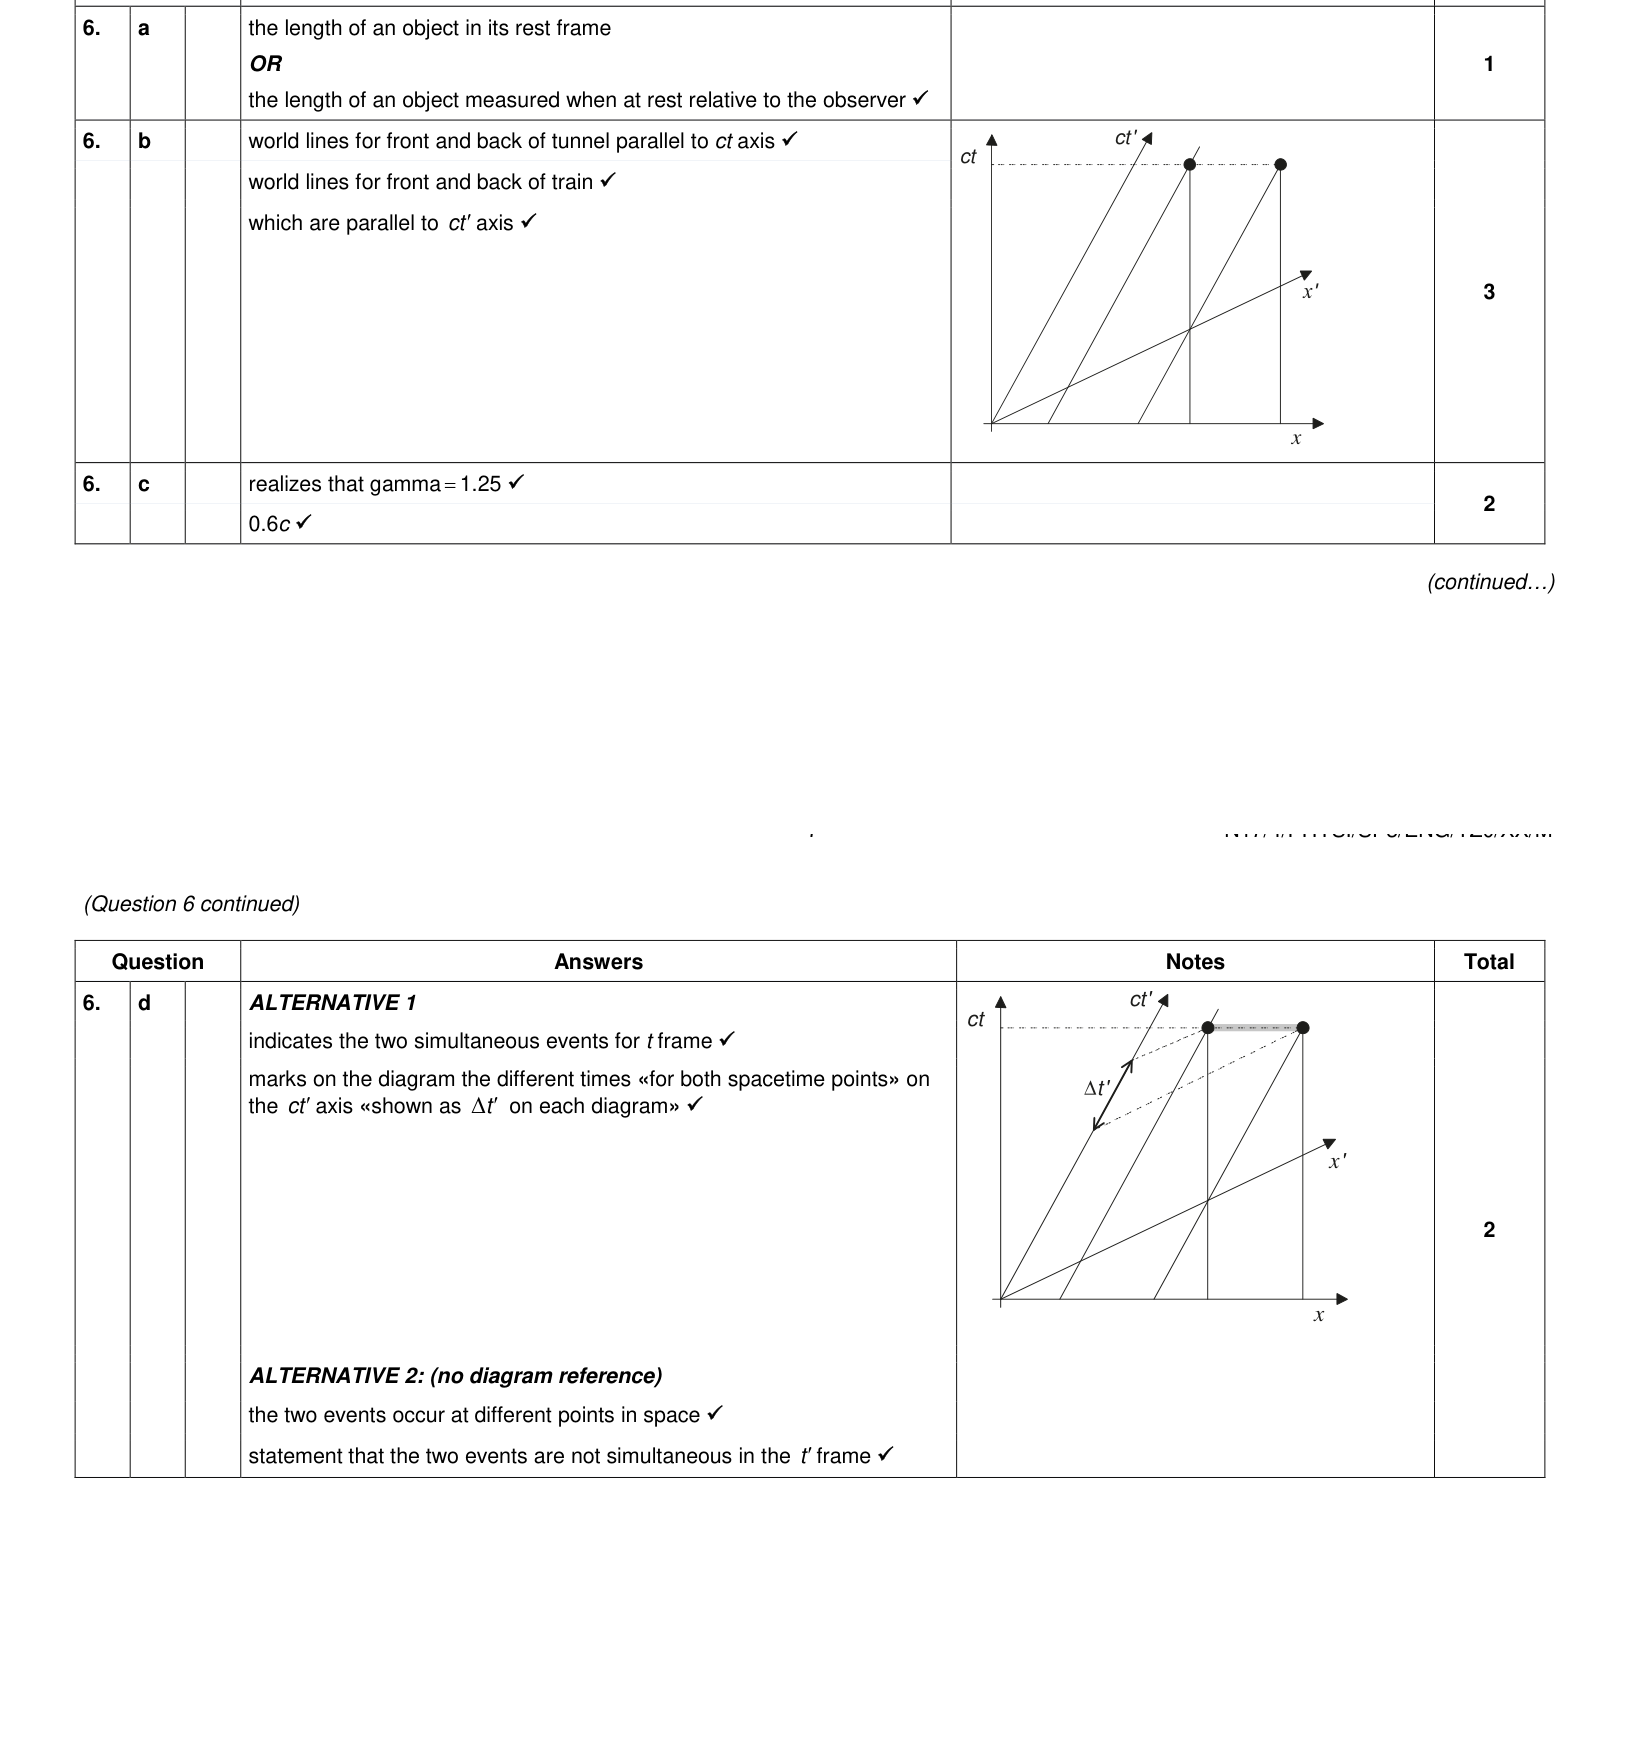 6. a the length of an object in its rest frame
OR
the length of an object measured when at rest relative to the observer ✓
1
6. b world lines for front and back of tunnel parallel to ct axis ✓
world lines for front and back of train ✓
which are parallel to ct′ axis ✓
ct
ct′
x′
x
3
6. c realizes that gamma = 1.25 ✓
0.6c ✓
2
(continued…)
(Question 6 continued)
Question Answers Notes Total
6. d ALTERNATIVE 1
indicates the two simultaneous events for t frame ✓
marks on the diagram the different times «for both spacetime points» on
the ct′ axis «shown as Δt′ on each diagram» ✓
ct
ct′
Δt′
x′
x
2
ALTERNATIVE 2: (no diagram reference)
the two events occur at different points in space ✓
statement that the two events are not simultaneous in the t′ frame ✓